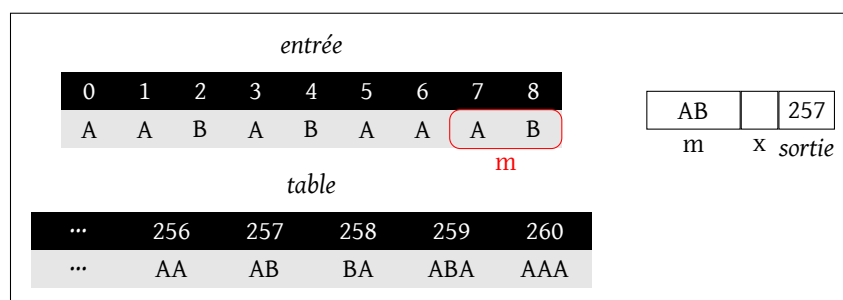 entrée
0 1 2 3 4 5 6 7 8
A A B A B A A A B
m
AB 257
m x sortie
table
... 256 257 258 259 260
... AA AB BA ABA AAA